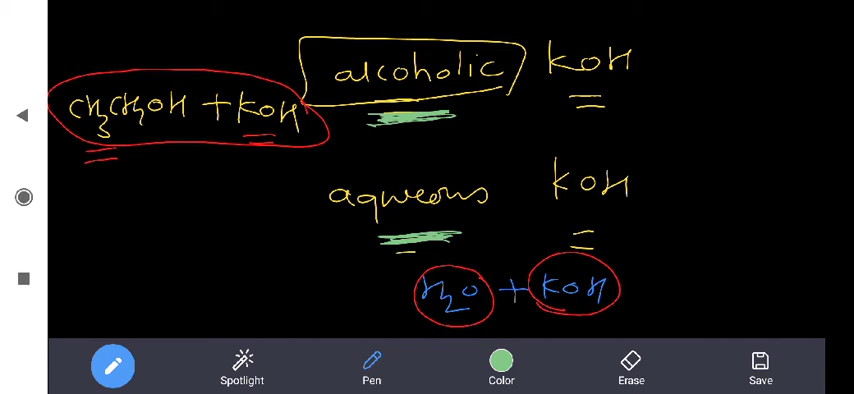 alcoholic KOH
CH3CH2OH + KOH
aqueous KOH
H2O + KOH
Spotlight
Pen
Color
Erase
Save